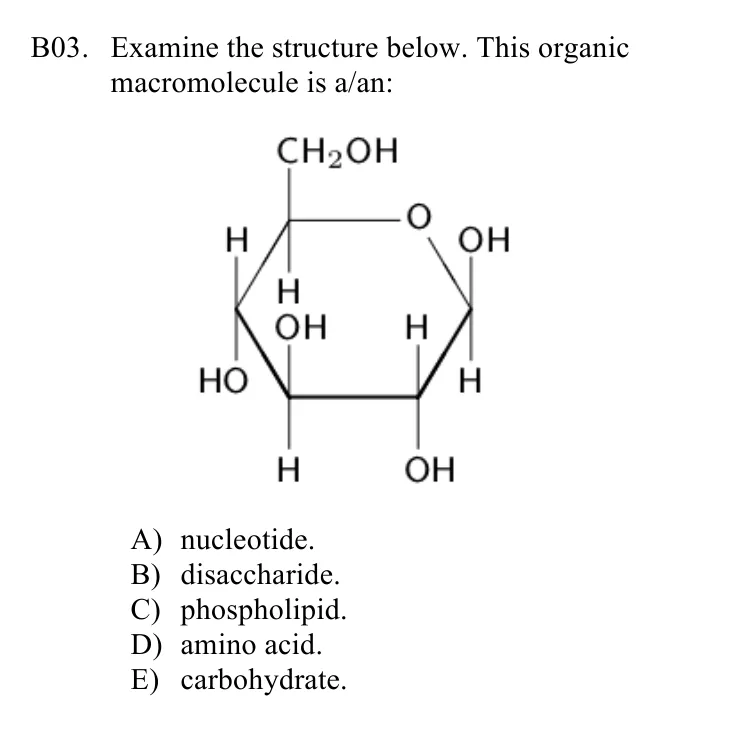 B03. Examine the structure below. This organic
macromolecule is a/an:
CH₂OH
O
H
OH
H
OH
H
HO
H
H
OH
A) nucleotide.
B) disaccharide.
C) phospholipid.
D) amino acid.
E) carbohydrate.